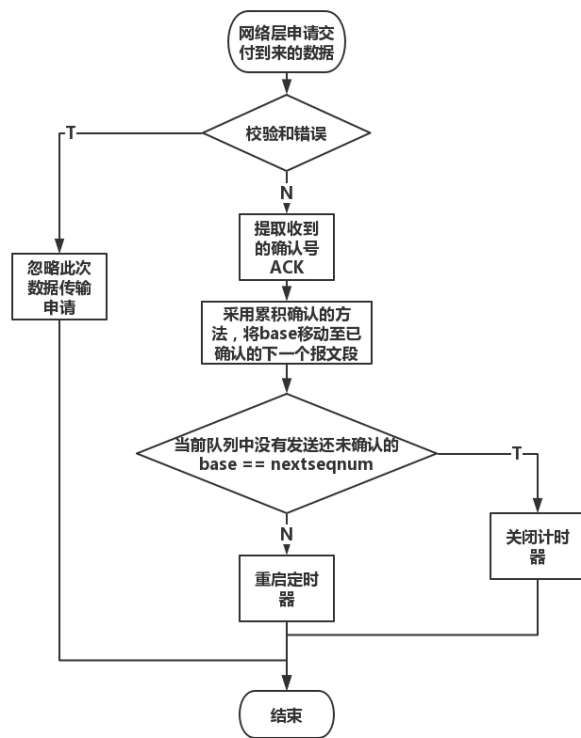 网络层申请交
付到来的数据
T
校验和错误
N
提取收到
的确认号
ACK
忽略此次
数据传输
申请
采用累积确认的方
法，将base移动至已
确认的下一个报文段
当前队列中没有发送还未确认的
base == nextseqnum
T
N
关闭计时
器
重启定时
器
结束